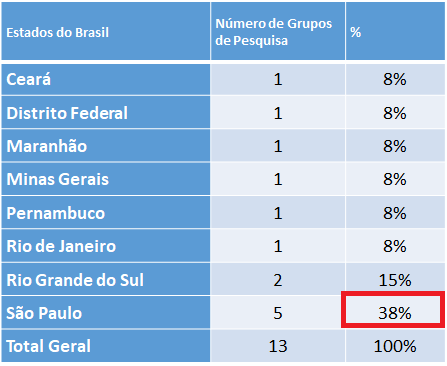 Estados do Brasil Número de Grupos de Pesquisa %
Ceará 1 8%
Distrito Federal 1 8%
Maranhão 1 8%
Minas Gerais 1 8%
Pernambuco 1 8%
Rio de Janeiro 1 8%
Rio Grande do Sul 2 15%
São Paulo 5 38%
Total Geral 13 100%